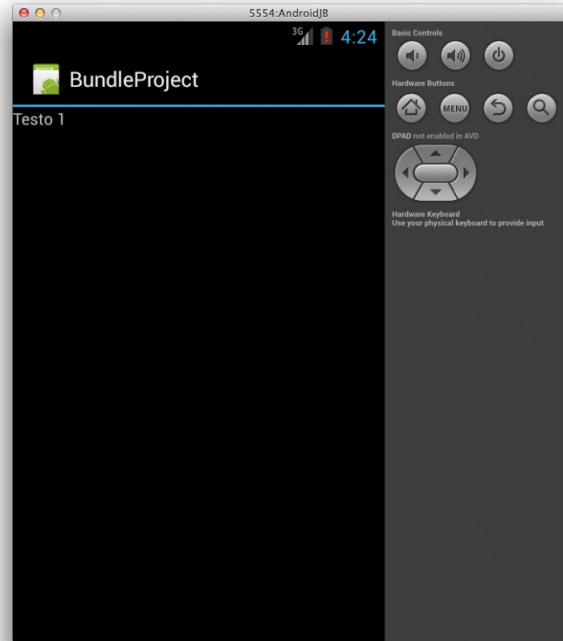 5554:AndroidJB
3G 4:24
BundleProject
Testo 1
Basic Controls
Hardware Buttons
MENU
DPAD not enabled in AVD
Hardware Keyboard
Use your physical keyboard to provide input